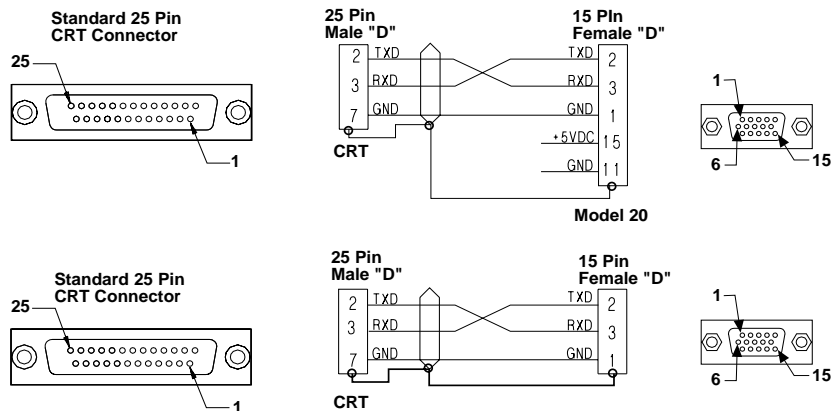 Standard 25 Pin
CRT Connector
25
1
25 Pin
Male "D"
15 PIn
Female "D"
2 TXD TXD 2
3 RXD RXD 3
7 GND GND 1
+5VDC 15
GND 11
CRT
Model 20
1
6
15
Standard 25 Pin
CRT Connector
25
1
25 Pin
Male "D"
15 Pin
Female "D"
2 TXD TXD 2
3 RXD RXD 3
7 GND GND 1
CRT
1
6
15